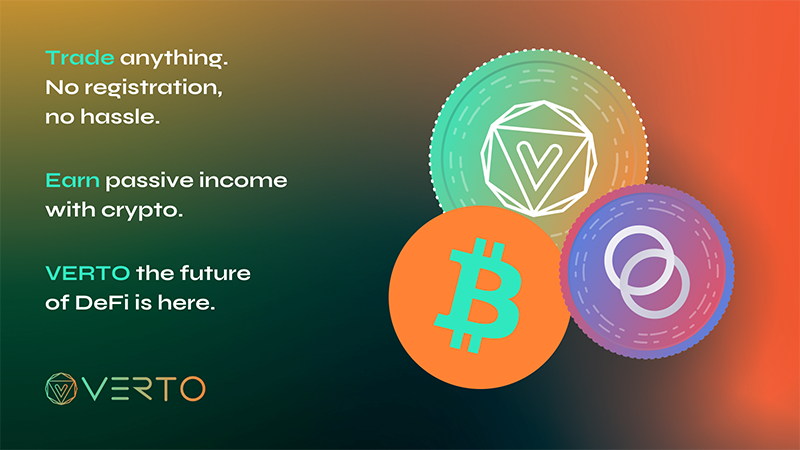 Trade anything.
No registration,
no hassle.
Earn passive income
with crypto.
VERTO the future
of DeFi is here.
VERTO